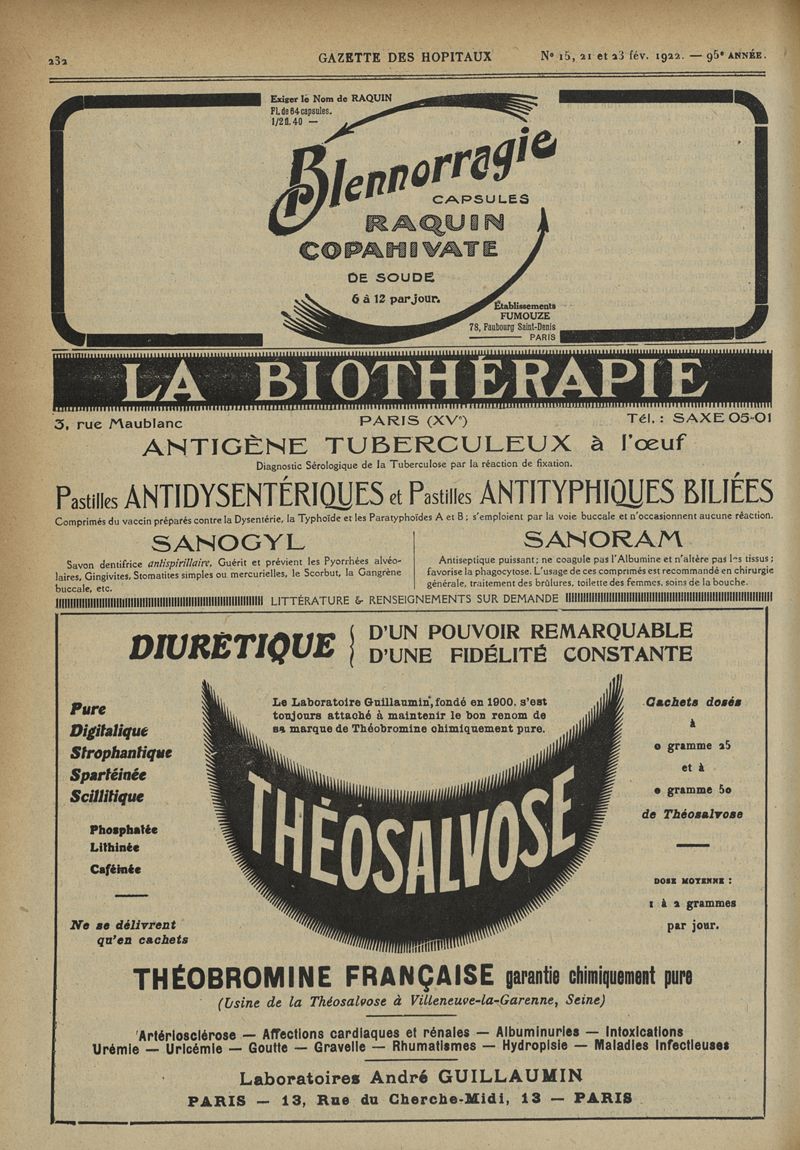 232 GAZETTE DES HOPITAUX Nº 15, 21 et 23 fév. 1922. — 95e ANNÉE.
Exiger le Nom de RAQUIN
Fl. de 64 capsules.
1/2 fl. 40 —
Blennorragie
CAPSULES
RAQUIN
COPAHIVATE
DE SOUDE
6 à 12 par jour.
Établissements
FUMOUZE
78, Faubourg Saint-Denis
PARIS
LA BIOTHÉRAPIE
3, rue Maublanc PARIS (XVe) Tél. : SAXE 05-01
ANTIGÈNE TUBERCULEUX à l'œuf
Diagnostic Sérologique de la Tuberculose par la réaction de fixation.
Pastilles ANTIDYSENTÉRIQUES et Pastilles ANTITYPHIQUES BILIÉES
Comprimés du vaccin préparés contre la Dysentérie, la Typhoïde et les Paratyphoïdes A et B ; s'emploient par la voie buccale et n'occasionnent aucune réaction.
SANOGYL
Savon dentifrice antispirillaire. Guérit et prévient les Pyorrhées alvéo-
laires, Gingivites, Stomatites simples ou mercurielles, le Scorbut, la Gangrène
buccale, etc.
SANORAM
Antiseptique puissant; ne coagule pas l'Albumine et n'altère pas les tissus ;
favorise la phagocytose. L'usage de ces comprimés est recommandé en chirurgie
générale, traitement des brûlures, toilette des femmes, soins de la bouche.
LITTÉRATURE & RENSEIGNEMENTS SUR DEMANDE
DIURÉTIQUE { D'UN POUVOIR REMARQUABLE
D'UNE FIDÉLITÉ CONSTANTE
Le Laboratoire Guillaumin, fondé en 1900, s'est
toujours attaché à maintenir le bon renom de
sa marque de Théobromine chimiquement pure.
Pure
Digitalique
Strophantique
Spartéinée
Scillitique
Phosphatée
Lithinée
Caféinée
Ne se délivrent
qu'en cachets
THÉOSALVOSE
Cachets dosés
à
0 gramme 25
et à
0 gramme 50
de Théosalvose
DOSE MOYENNE :
1 à 2 grammes
par jour.
THÉOBROMINE FRANÇAISE garantie chimiquement pure
(Usine de la Théosalvose à Villeneuve-la-Garenne, Seine)
Artériosclérose — Affections cardiaques et rénales — Albuminuries — Intoxications
Urémie — Uricémie — Goutte — Gravelle — Rhumatismes — Hydropisie — Maladies Infectieuses
Laboratoires André GUILLAUMIN
PARIS — 13, Rue du Cherche-Midi, 13 — PARIS